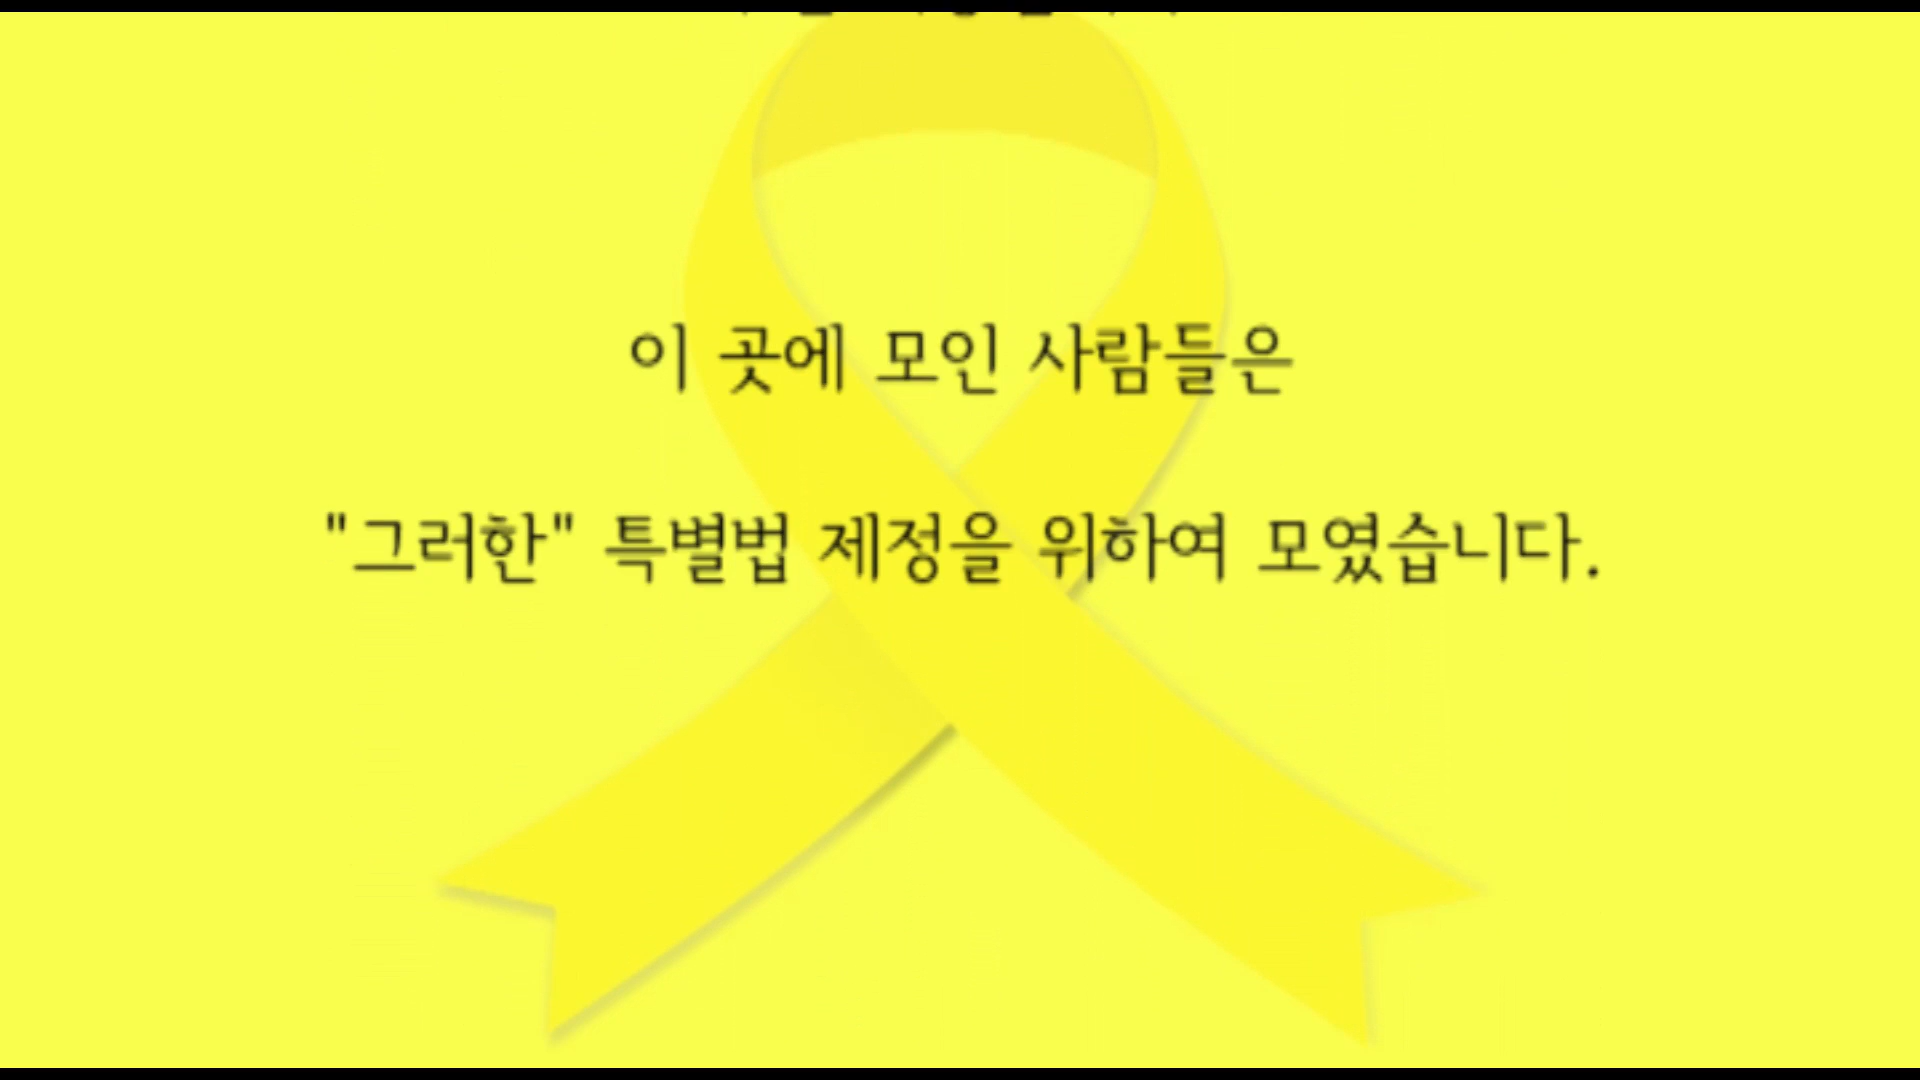 이 곳에 모인 사람들은
"그러한" 특별법 제정을 위하여 모였습니다.